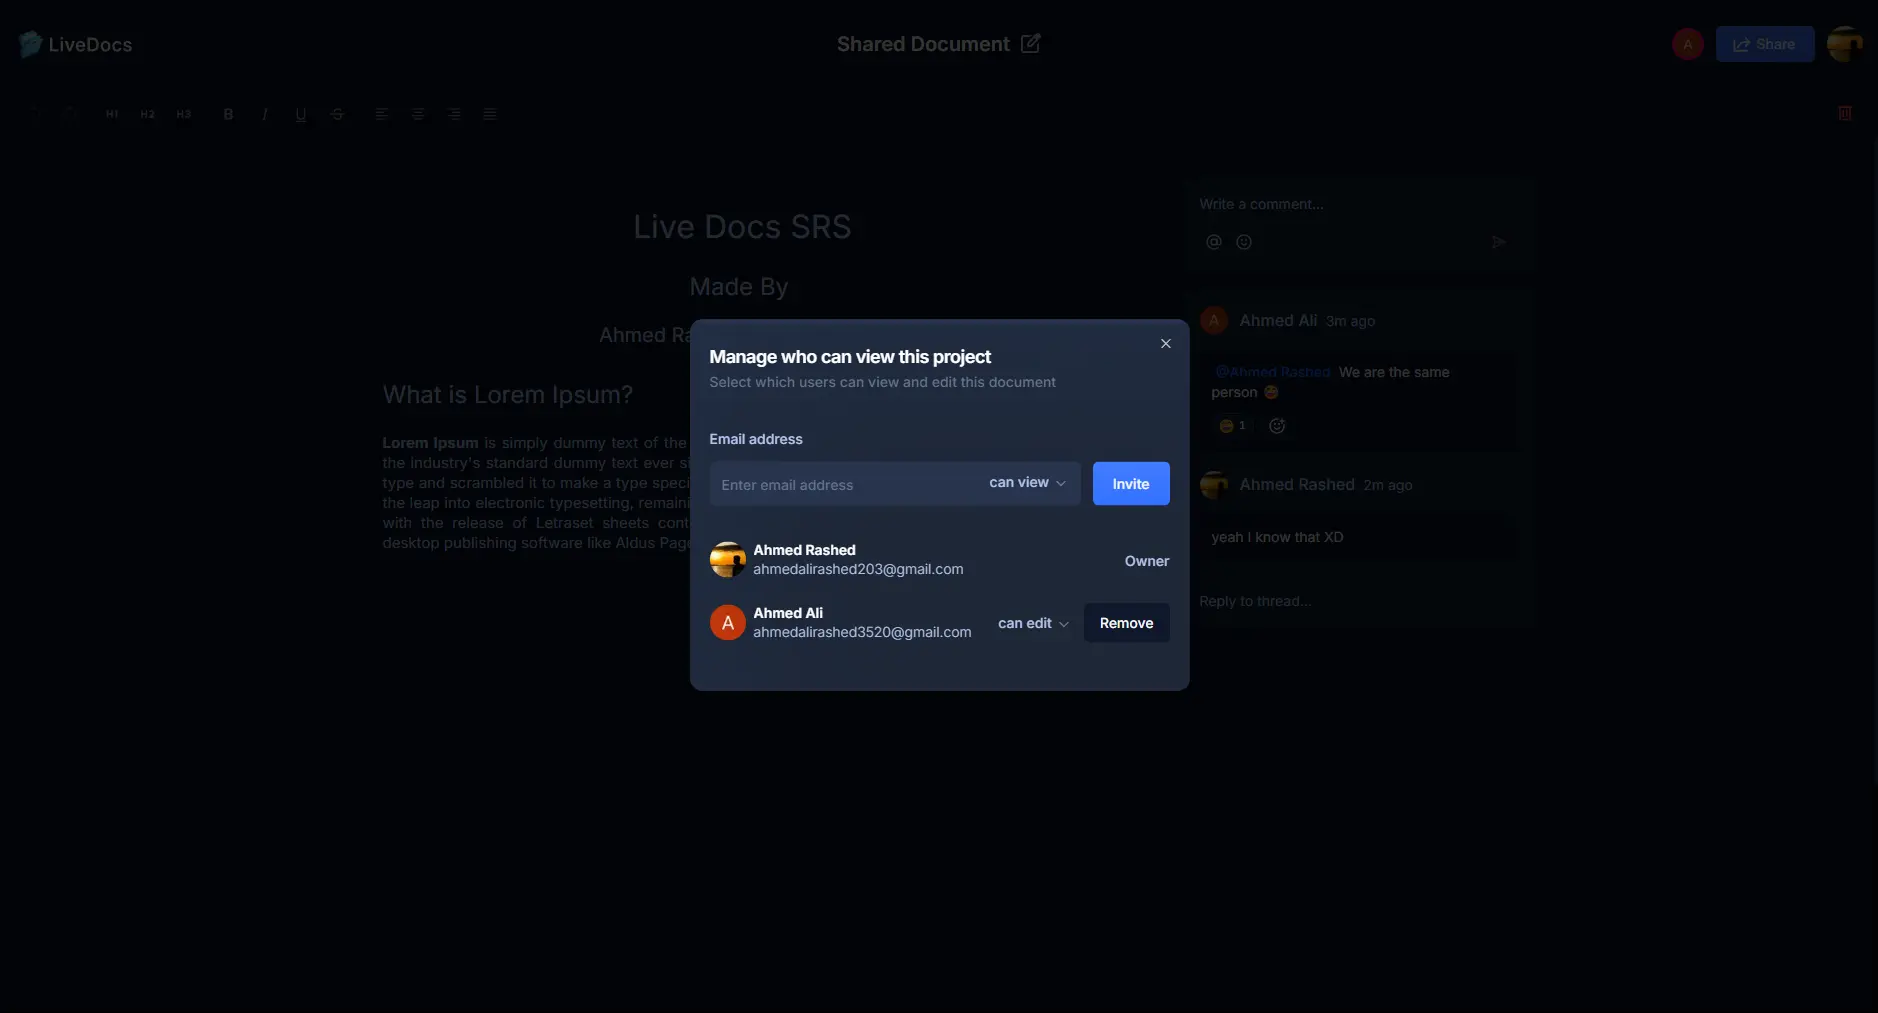 LiveDocs
Shared Document
A
Share
H1 H2 H3 B I U S
Live Docs SRS
Made By
Ahmed Ra
What is Lorem Ipsum?
Lorem Ipsum is simply dummy text of the
the industry's standard dummy text ever si
type and scrambled it to make a type speci
the leap into electronic typesetting, remaini
with the release of Letraset sheets cont
desktop publishing software like Aldus Page
Manage who can view this project
Select which users can view and edit this document
Email address
Enter email address
can view
Invite
Ahmed Rashed
ahmedalirashed203@gmail.com
Owner
A
Ahmed Ali
ahmedalirashed3520@gmail.com
can edit
Remove
Write a comment...
@
A
Ahmed Ali 3m ago
@Ahmed Rashed We are the same
person 😄
😄 1
Ahmed Rashed 2m ago
yeah I know that XD
Reply to thread...